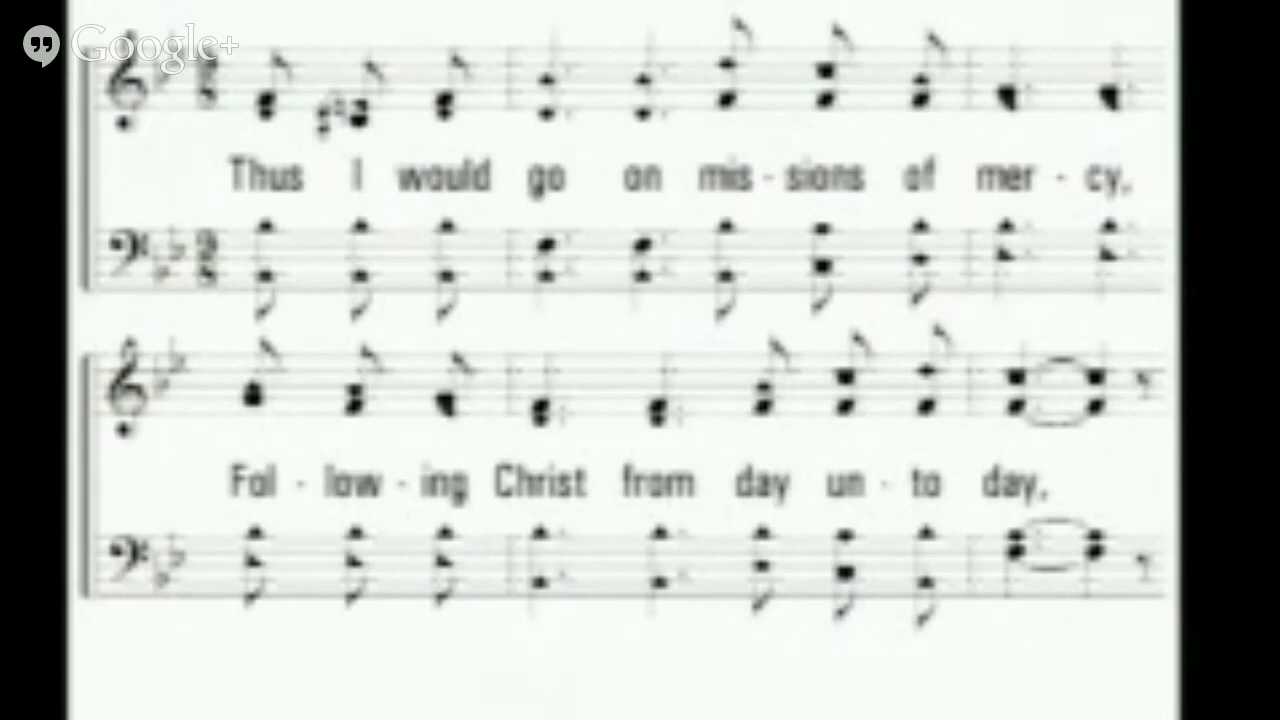 Google+
Thus I would go on mis - sions of mer - cy,
Fol - low - ing Christ from day un - to day,